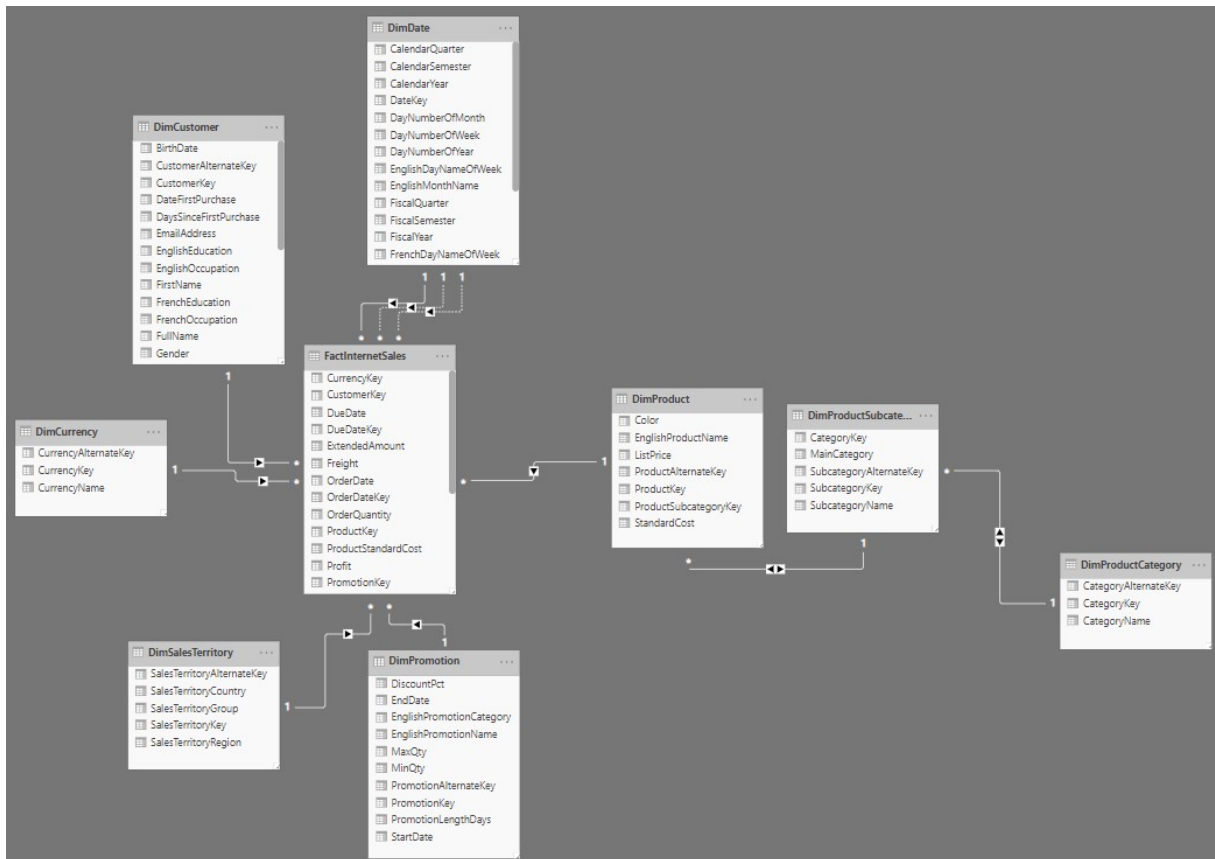 DimDate ...
CalendarQuarter
CalendarSemester
CalendarYear
DateKey
DayNumberOfMonth
DayNumberOfWeek
DayNumberOfYear
EnglishDayNameOfWeek
EnglishMonthName
FiscalQuarter
FiscalSemester
FiscalYear
FrenchDayNameOfWeek
1 1 1
DimCustomer ...
BirthDate
CustomerAlternateKey
CustomerKey
DateFirstPurchase
DaysSinceFirstPurchase
EmailAddress
EnglishEducation
EnglishOccupation
FirstName
FrenchEducation
FrenchOccupation
FullName
Gender
1
* * *
FactInternetSales ...
CurrencyKey
CustomerKey
DueDate
DueDateKey
ExtendedAmount
Freight
OrderDate
OrderDateKey
OrderQuantity
ProductKey
ProductStandardCost
Profit
PromotionKey
* *
* *
*
DimCurrency ...
CurrencyAlternateKey
CurrencyKey
CurrencyName
1
DimProduct ...
Color
EnglishProductName
ListPrice
ProductAlternateKey
ProductKey
ProductSubcategoryKey
StandardCost
1
*
DimProductSubcate... ...
CategoryKey
MainCategory
SubcategoryAlternateKey
SubcategoryKey
SubcategoryName
1
*
DimProductCategory ...
CategoryAlternateKey
CategoryKey
CategoryName
1
DimSalesTerritory ...
SalesTerritoryAlternateKey
SalesTerritoryCountry
SalesTerritoryGroup
SalesTerritoryKey
SalesTerritoryRegion
1
1
DimPromotion ...
DiscountPct
EndDate
EnglishPromotionCategory
EnglishPromotionName
MaxQty
MinQty
PromotionAlternateKey
PromotionKey
PromotionLengthDays
StartDate